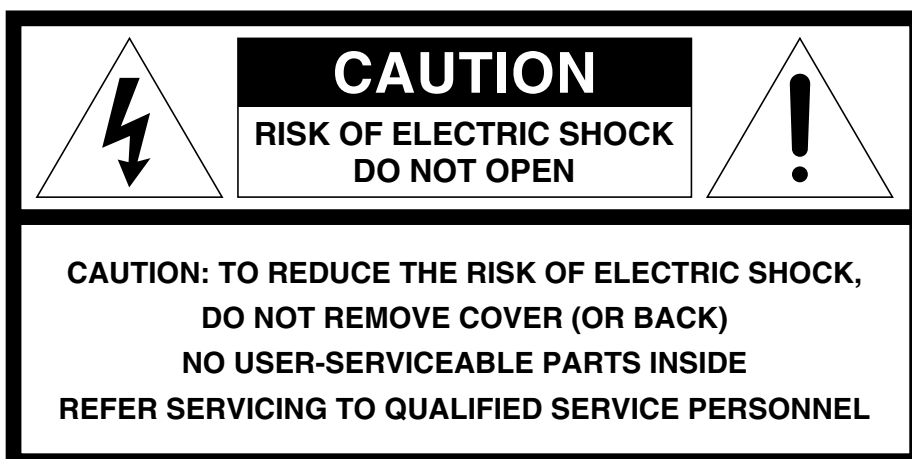 CAUTION
RISK OF ELECTRIC SHOCK
DO NOT OPEN
CAUTION: TO REDUCE THE RISK OF ELECTRIC SHOCK,
DO NOT REMOVE COVER (OR BACK)
NO USER-SERVICEABLE PARTS INSIDE
REFER SERVICING TO QUALIFIED SERVICE PERSONNEL